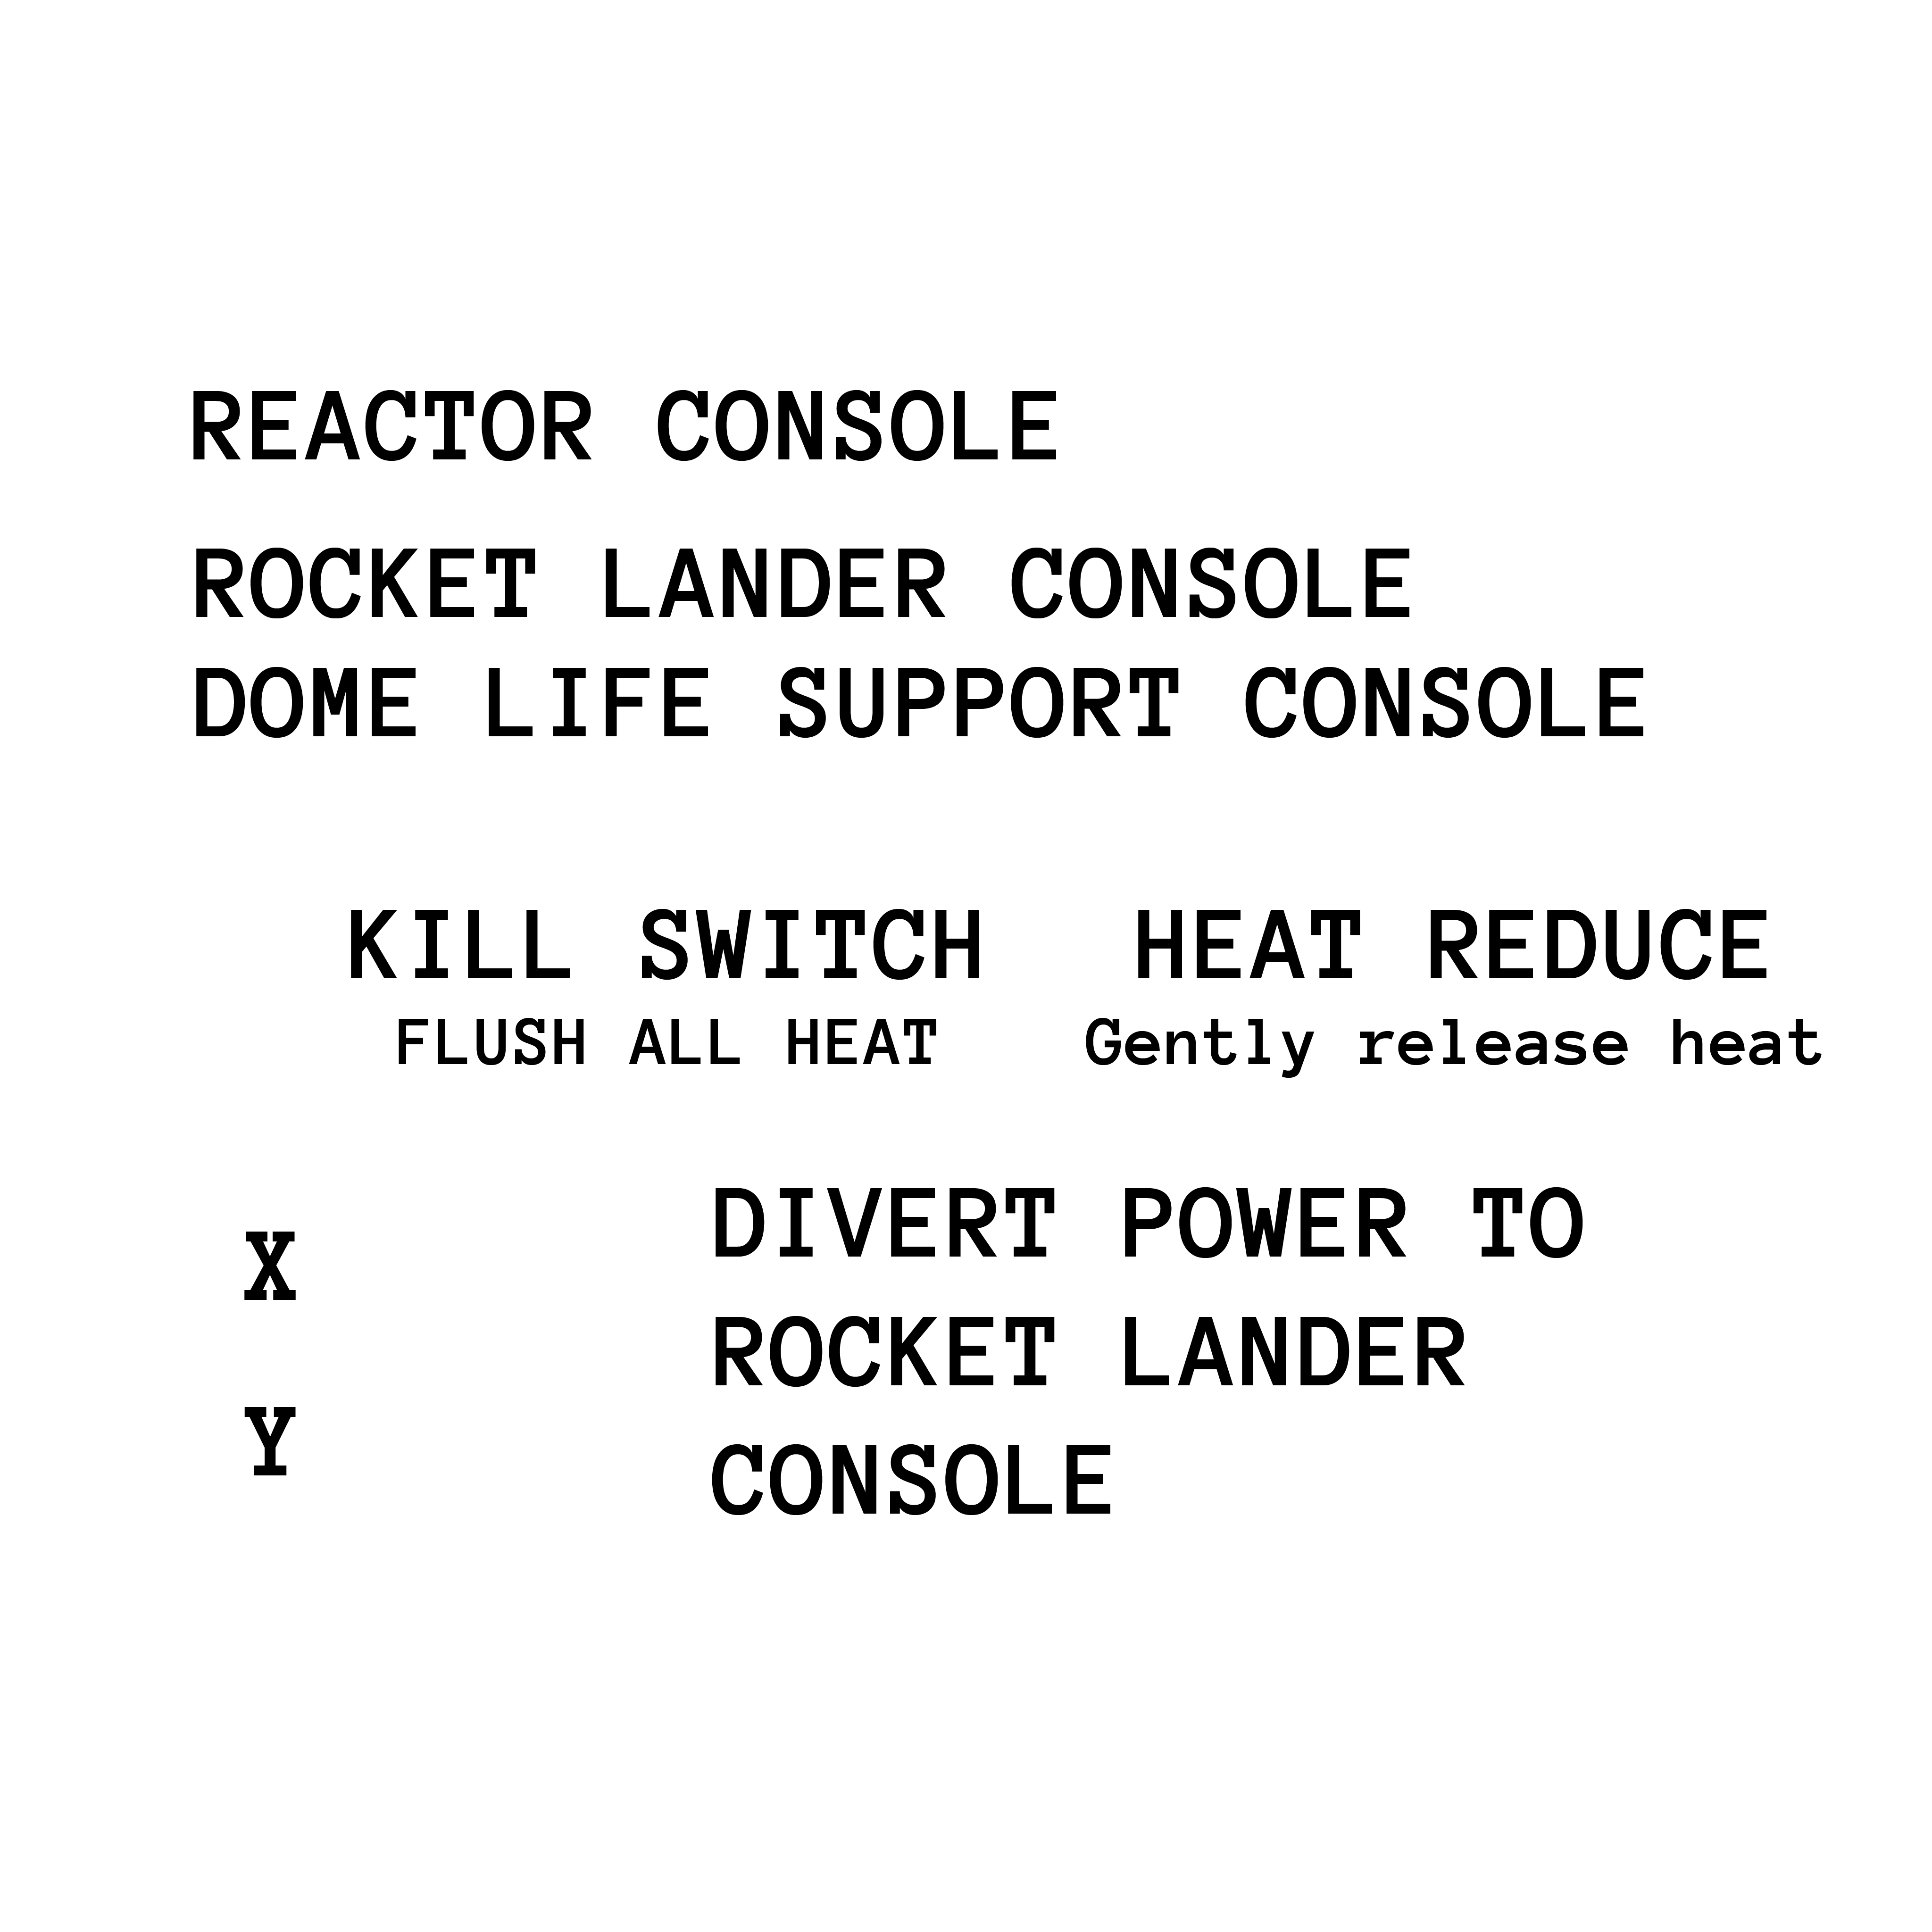 REACTOR CONSOLE
ROCKET LANDER CONSOLE
DOME LIFE SUPPORT CONSOLE
KILL SWITCH HEAT REDUCE
FLUSH ALL HEAT Gently release heat
DIVERT POWER TO
X
ROCKET LANDER
Y
CONSOLE